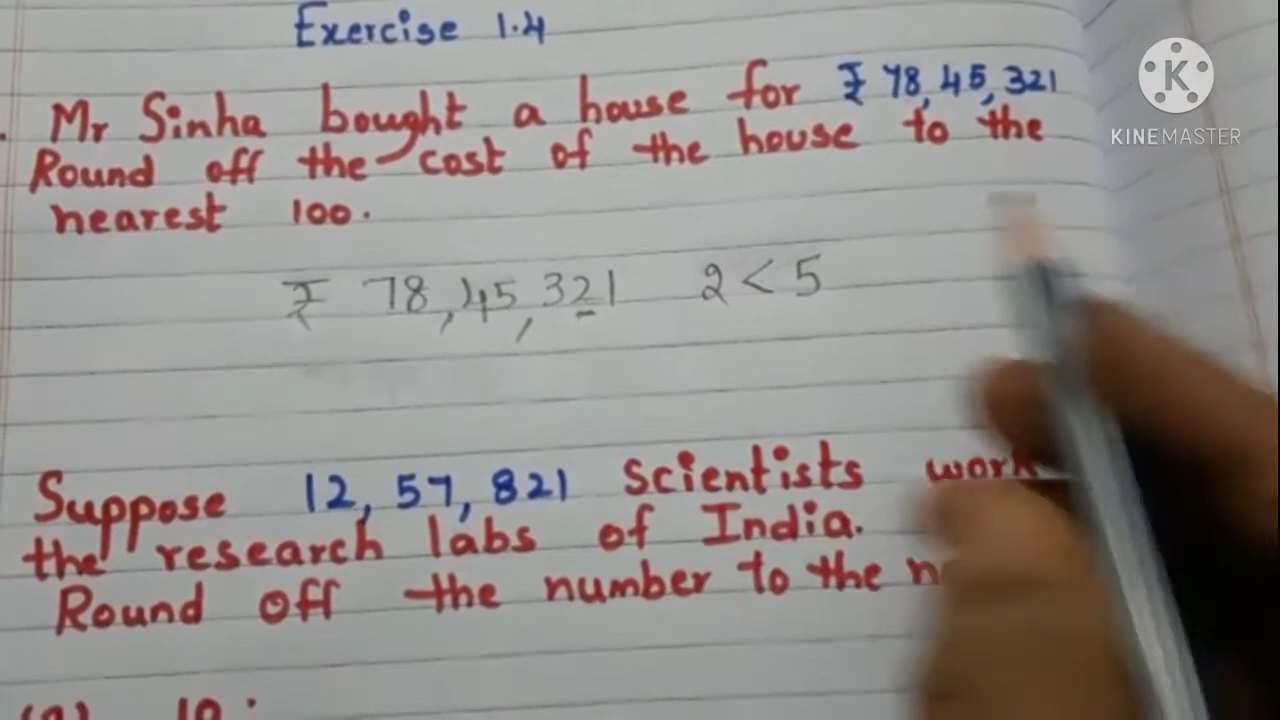 Exercise 1.4
. Mr Sinha bought a house for ₹ 78,45,321
Round off the cost of the house to the
nearest 100.
₹ 78,45,321 2 < 5
Suppose 12, 57, 821 Scientists work
the research labs of India.
Round off the number to the
(a) 10.
K
KINEMASTER